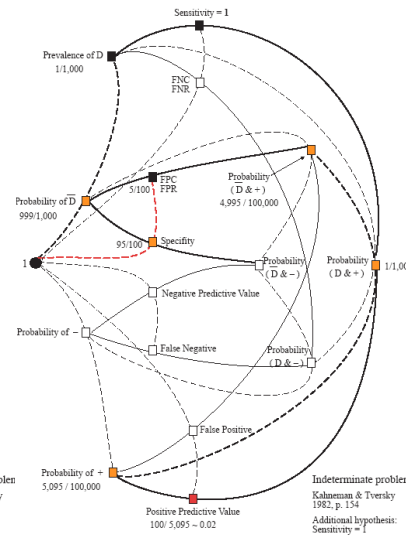 Sensitivity = 1
Prevalence of D
1/1,000
FNC
FNR
5/100
FPC
FPR
Probability
( D & + )
4,995 / 100,000
Probability of D
999/1,000
95/100
Specifity
1
Probability
( D & – )
Probability
( D & + )
1/1,00
Negative Predictive Value
Probability of –
False Negative
Probability
( D & – )
False Positive
Probability of +
5,095 / 100,000
Positive Predictive Value
100/ 5,095 ~ 0.02
Indeterminate problem
Kahneman & Tversky
1982, p. 154
Additional hypothesis:
Sensitivity = 1